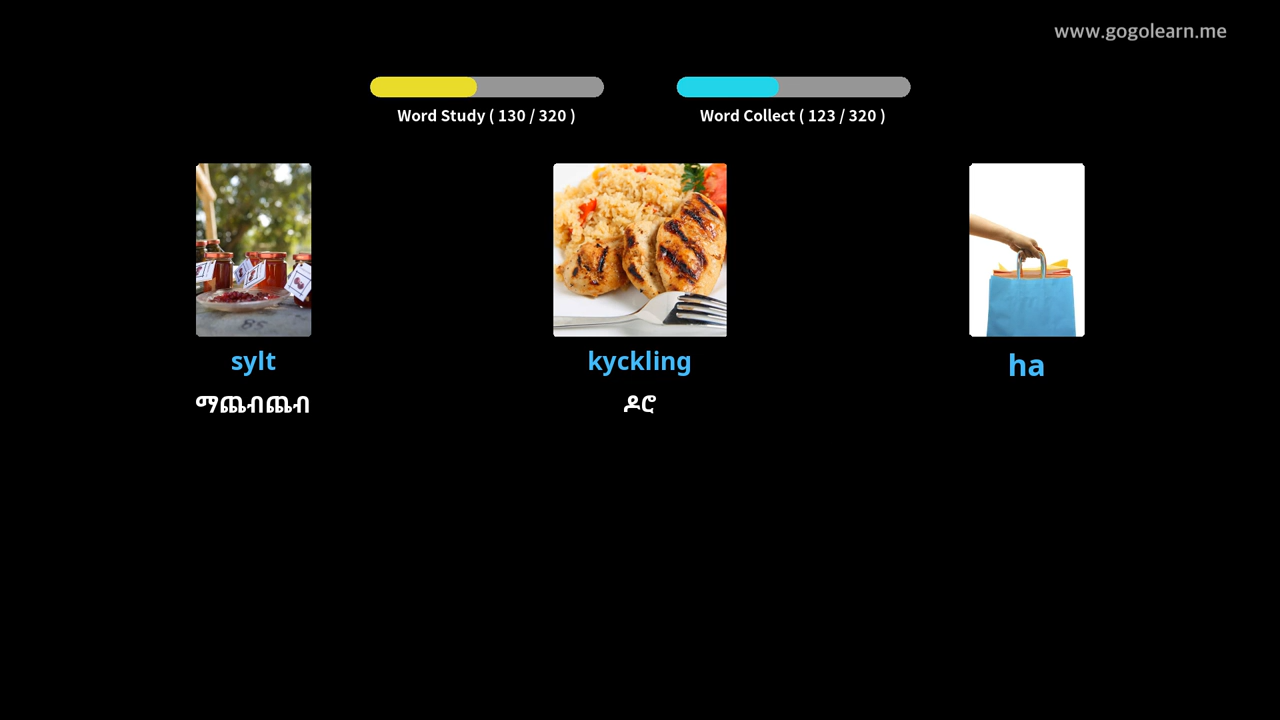 www.gogolearn.me
Word Study ( 130 / 320 )
Word Collect ( 123 / 320 )
sylt
kyckling
ha
ማጨብጨብ
ዶሮ